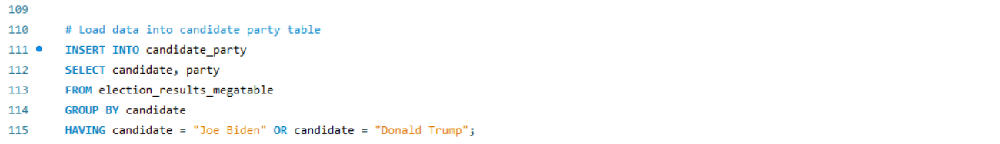 109
110 # Load data into candidate party table
111 INSERT INTO candidate_party
112 SELECT candidate, party
113 FROM election_results_megatable
114 GROUP BY candidate
115 HAVING candidate = "Joe Biden" OR candidate = "Donald Trump";